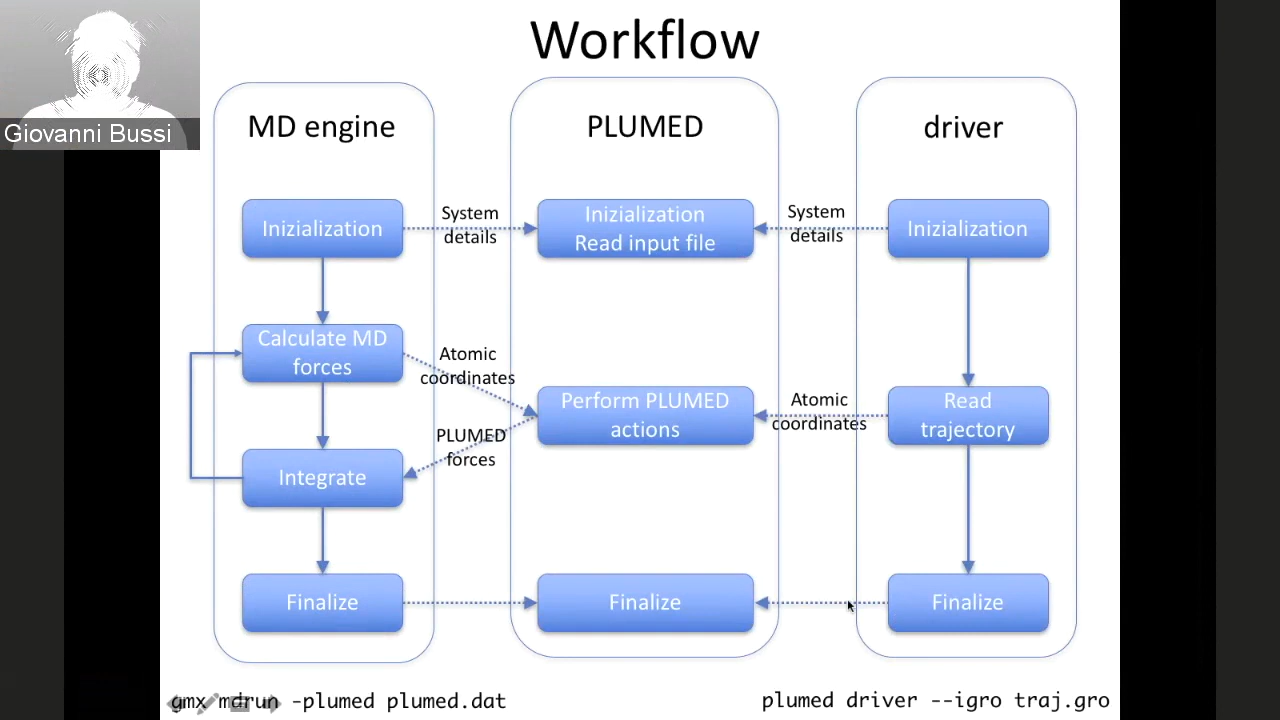 Workflow
Giovanni Bussi
MD engine
PLUMED
driver
Inizialization
System
details
Inizialization
Read input file
System
details
Inizialization
Calculate MD
forces
Atomic
coordinates
Perform PLUMED
actions
Atomic
coordinates
Read
trajectory
PLUMED
forces
Integrate
Finalize
Finalize
Finalize
gmx mdrun -plumed plumed.dat
plumed driver --igro traj.gro